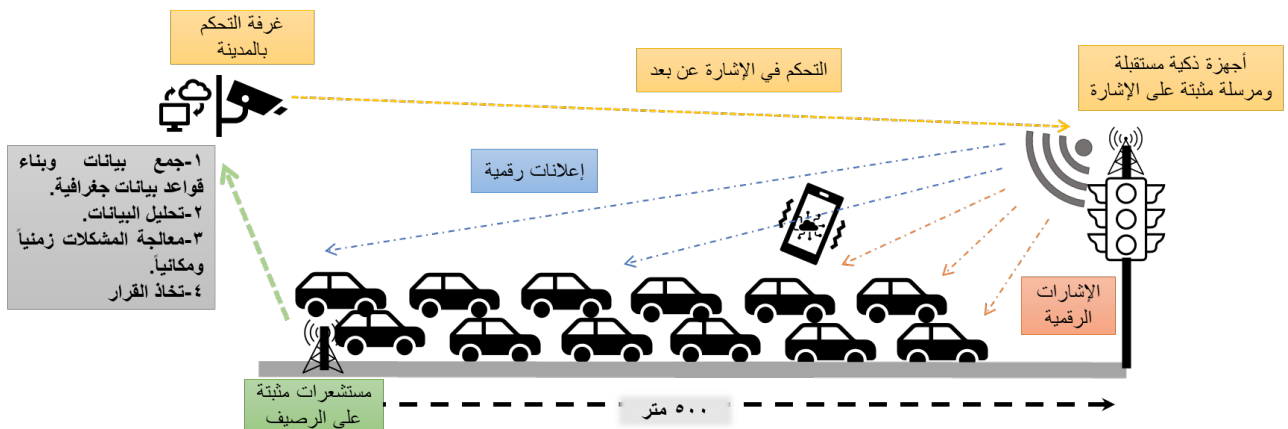 غرفة التحكم
بالمدينة
التحكم في الإشارة عن بعد
أجهزة ذكية مستقبلة
ومرسلة مثبتة على الإشارة
١-جمع بيانات وبناء
قواعد بيانات جغرافية.
٢-تحليل البيانات.
٣-معالجة المشكلات زمنياً
ومكانياً.
٤-تخاذ القرار
إعلانات رقمية
الإشارات
الرقمية
مستشعرات مثبتة
على الرصيف
٥٠٠ متر